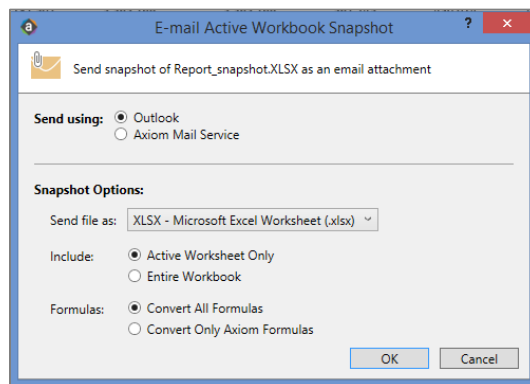 E-mail Active Workbook Snapshot
Send snapshot of Report_snapshot.XLSX as an email attachment
Send using: Outlook
Axiom Mail Service
Snapshot Options:
Send file as: XLSX - Microsoft Excel Worksheet (.xlsx)
Include: Active Worksheet Only
Entire Workbook
Formulas: Convert All Formulas
Convert Only Axiom Formulas
OK Cancel